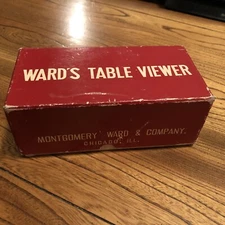 WARD'S TABLE VIEWER
MONTGOMERY WARD & COMPANY,
CHICAGO, ILL.